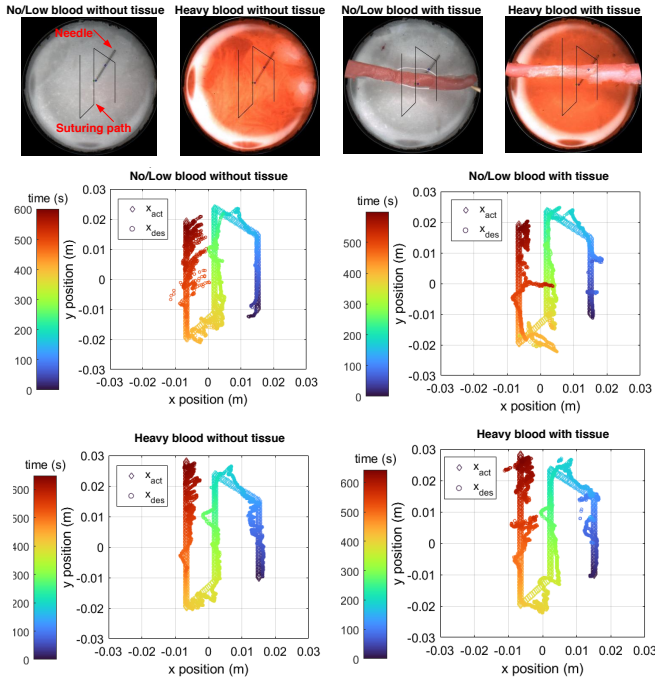 No/Low blood without tissue
Heavy blood without tissue
No/Low blood with tissue
Heavy blood with tissue
Needle
Suturing path
No/Low blood without tissue
time (s)
600
500
400
300
200
100
0
y position (m)
0.03
0.02
0.01
0
-0.01
-0.02
-0.03
x_act
x_des
-0.03 -0.02 -0.01 0 0.01 0.02 0.03
x position (m)
No/Low blood with tissue
time (s)
500
400
300
200
100
0
y position (m)
0.03
0.02
0.01
0
-0.01
-0.02
-0.03
x_act
x_des
-0.03 -0.02 -0.01 0 0.01 0.02 0.03
x position (m)
Heavy blood without tissue
time (s)
600
500
400
300
200
100
0
y position (m)
0.03
0.02
0.01
0
-0.01
-0.02
-0.03
x_act
x_des
-0.03 -0.02 -0.01 0 0.01 0.02 0.03
x position (m)
Heavy blood with tissue
time (s)
600
500
400
300
200
100
0
y position (m)
0.03
0.02
0.01
0
-0.01
-0.02
-0.03
x_act
x_des
-0.03 -0.02 -0.01 0 0.01 0.02 0.03
x position (m)